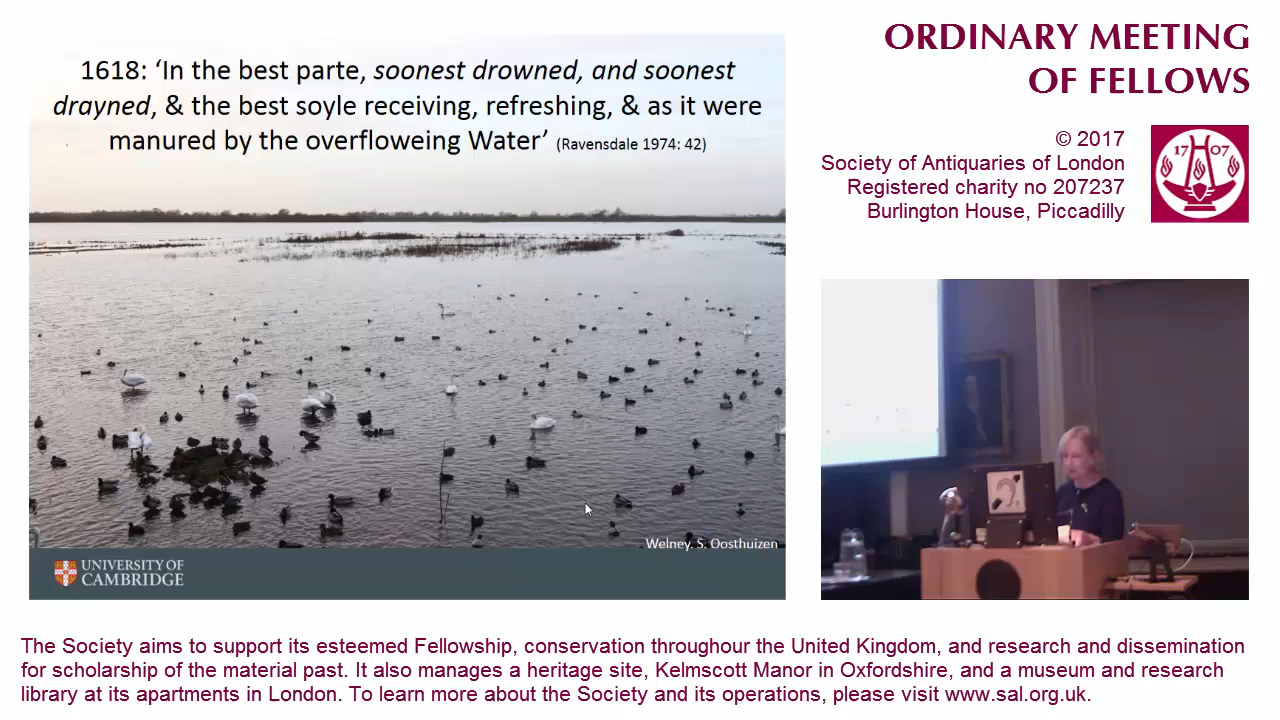 1618: ‘In the best parte, soonest drowned, and soonest
drayned, & the best soyle receiving, refreshing, & as it were
manured by the overfloweing Water’ (Ravensdale 1974: 42)
Welney. S. Oosthuizen
UNIVERSITY OF
CAMBRIDGE
ORDINARY MEETING
OF FELLOWS
© 2017
Society of Antiquaries of London
Registered charity no 207237
Burlington House, Piccadilly
17 07
The Society aims to support its esteemed Fellowship, conservation throughour the United Kingdom, and research and dissemination
for scholarship of the material past. It also manages a heritage site, Kelmscott Manor in Oxfordshire, and a museum and research
library at its apartments in London. To learn more about the Society and its operations, please visit www.sal.org.uk.